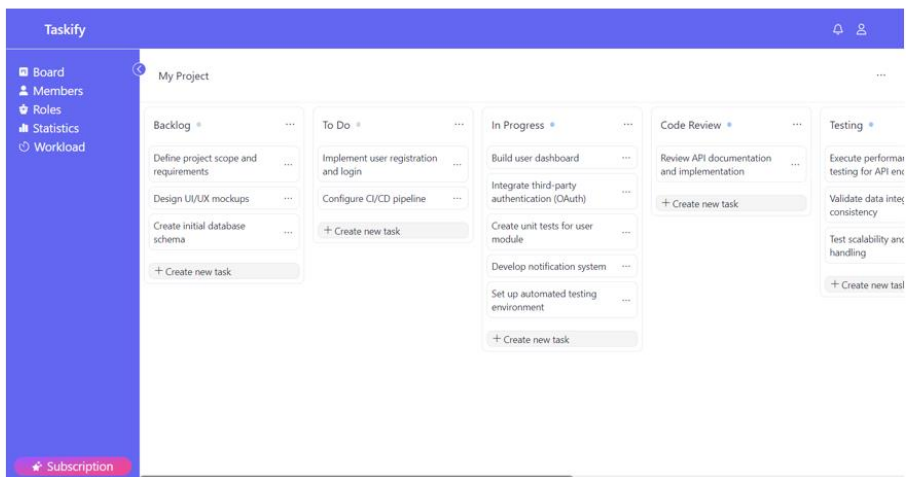 Taskify
Board
Members
Roles
Statistics
Workload
Subscription
My Project
Backlog
Define project scope and
requirements
Design UI/UX mockups
Create initial database
schema
+ Create new task
To Do
Implement user registration
and login
Configure CI/CD pipeline
+ Create new task
In Progress
Build user dashboard
Integrate third-party
authentication (OAuth)
Create unit tests for user
module
Develop notification system
Set up automated testing
environment
+ Create new task
Code Review
Review API documentation
and implementation
+ Create new task
Testing
Execute
testing for API
Validate data
consistency
Test scalability
handling
+ Create new